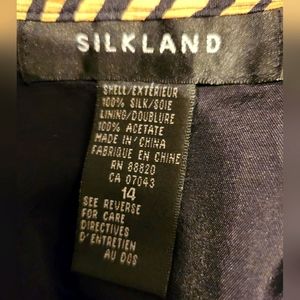 SILKLAND
SHELL/EXTÉRIEUR
100% SILK/SOIE
LINING/DOUBLURE
100% ACETATE
MADE IN CHINA
FABRIQUE EN CHINE
RN 88820
CA 07043
14
SEE REVERSE
FOR CARE
DIRECTIVES
D'ENTRETIEN
AU DOS